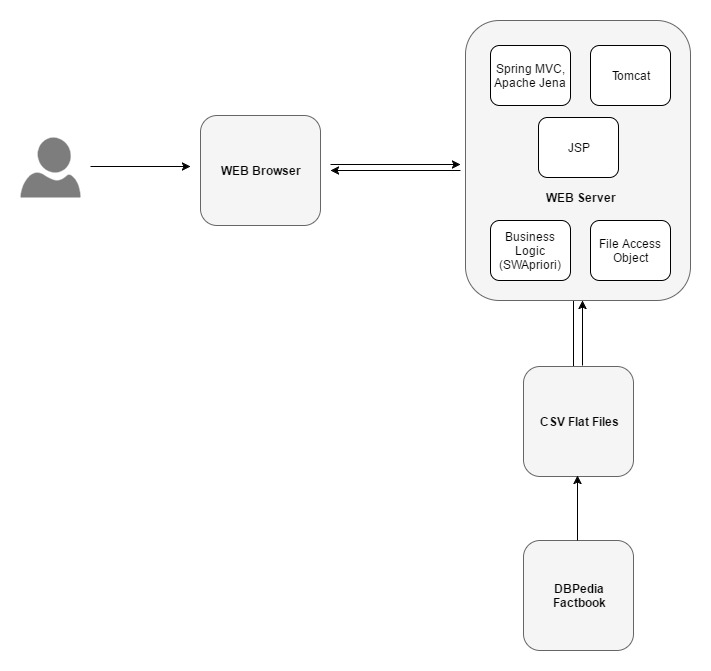 Spring MVC,
Apache Jena
Tomcat
JSP
WEB Browser
WEB Server
Business
Logic
(SWApriori)
File Access
Object
CSV Flat Files
DBPedia
Factbook